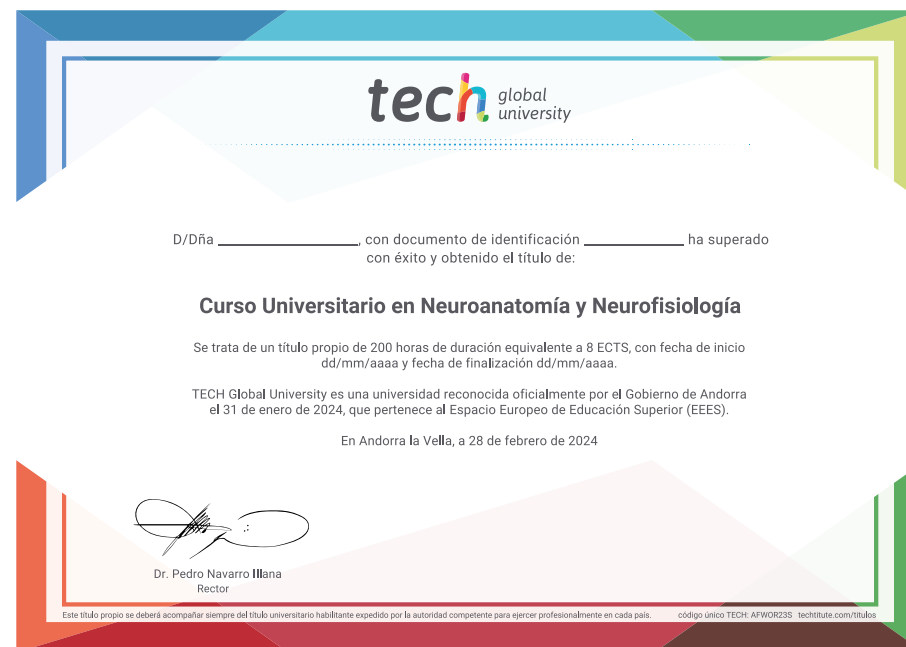 tech global university
D/Dña ____________, con documento de identificación ____________ ha superado
con éxito y obtenido el título de:
Curso Universitario en Neuroanatomía y Neurofisiología
Se trata de un título propio de 200 horas de duración equivalente a 8 ECTS, con fecha de inicio
dd/mm/aaaa y fecha de finalización dd/mm/aaaa.
TECH Global University es una universidad reconocida oficialmente por el Gobierno de Andorra
el 31 de enero de 2024, que pertenece al Espacio Europeo de Educación Superior (EEES).
En Andorra la Vella, a 28 de febrero de 2024
Dr. Pedro Navarro Illana
Rector
Este título propio se deberá acompañar siempre del título universitario habilitante expedido por la autoridad competente para ejercer profesionalmente en cada país. código único TECH: AFWOR23S techtitute.com/titulos